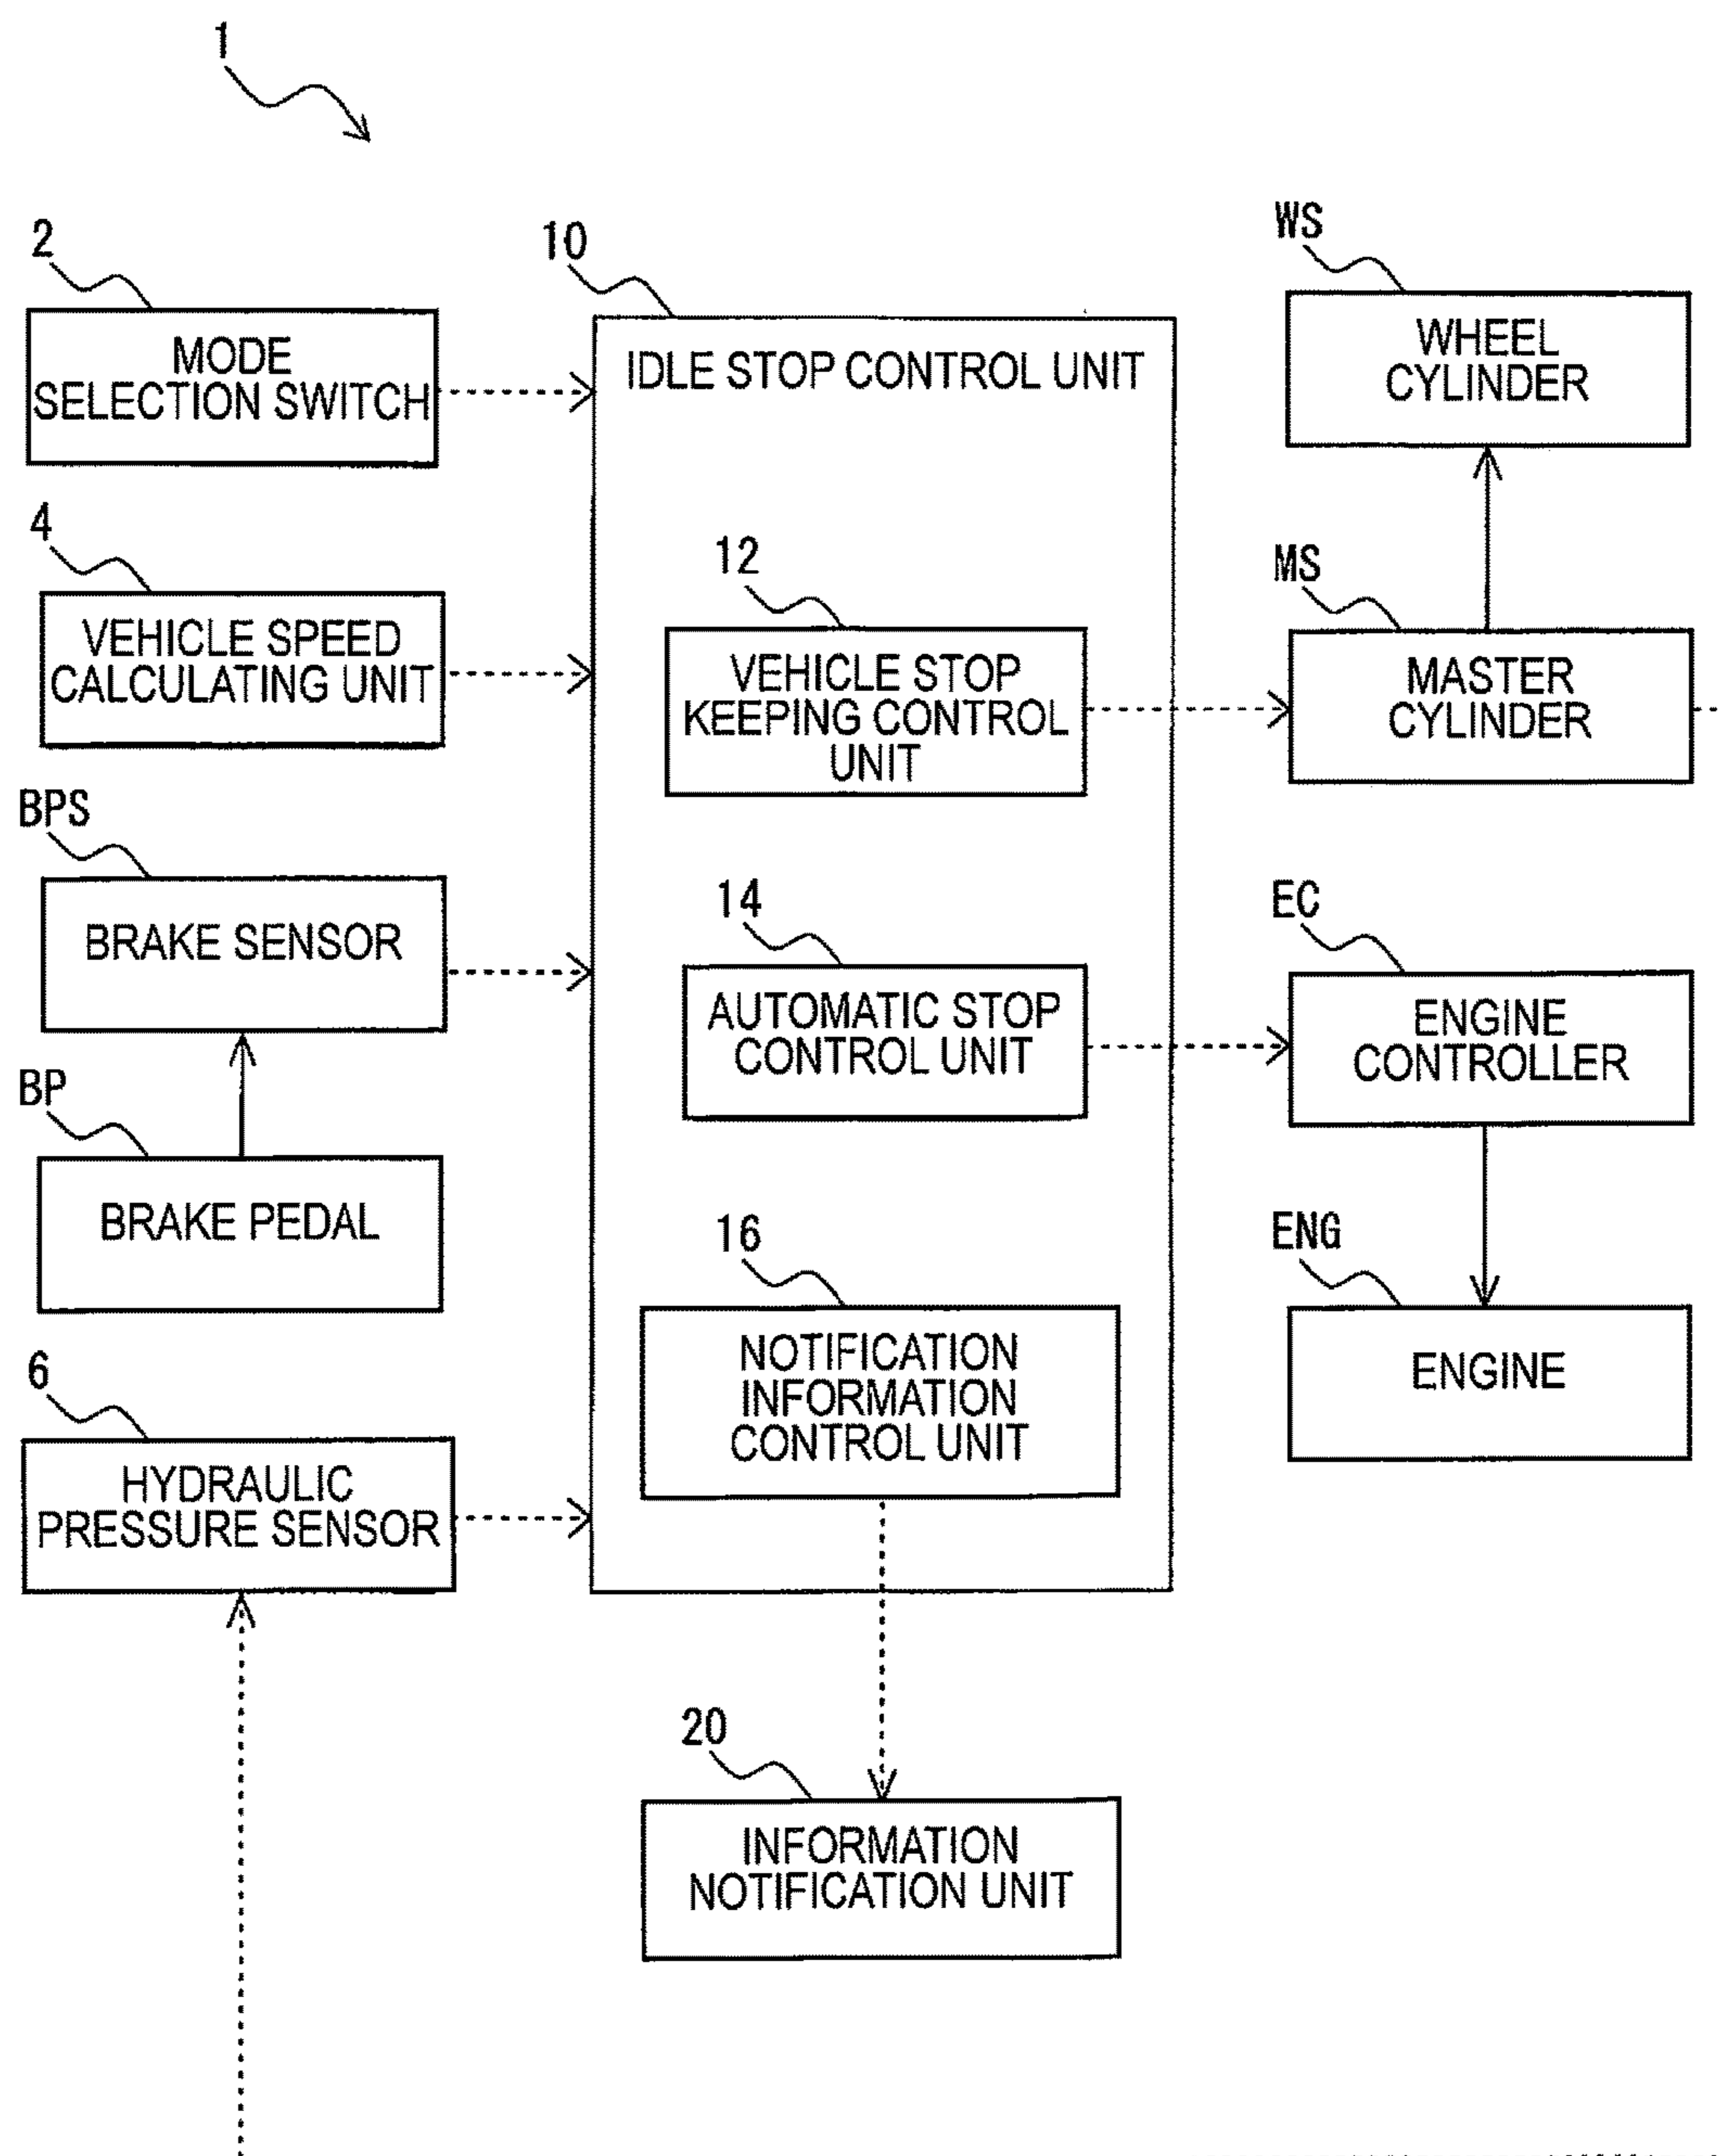 1
2
MODE
SELECTION SWITCH
4
VEHICLE SPEED
CALCULATING UNIT
BPS
BRAKE SENSOR
BP
BRAKE PEDAL
6
HYDRAULIC
PRESSURE SENSOR
10
IDLE STOP CONTROL UNIT
12
VEHICLE STOP
KEEPING CONTROL
UNIT
14
AUTOMATIC STOP
CONTROL UNIT
16
NOTIFICATION
INFORMATION
CONTROL UNIT
20
INFORMATION
NOTIFICATION UNIT
WS
WHEEL
CYLINDER
MS
MASTER
CYLINDER
EC
ENGINE
CONTROLLER
ENG
ENGINE